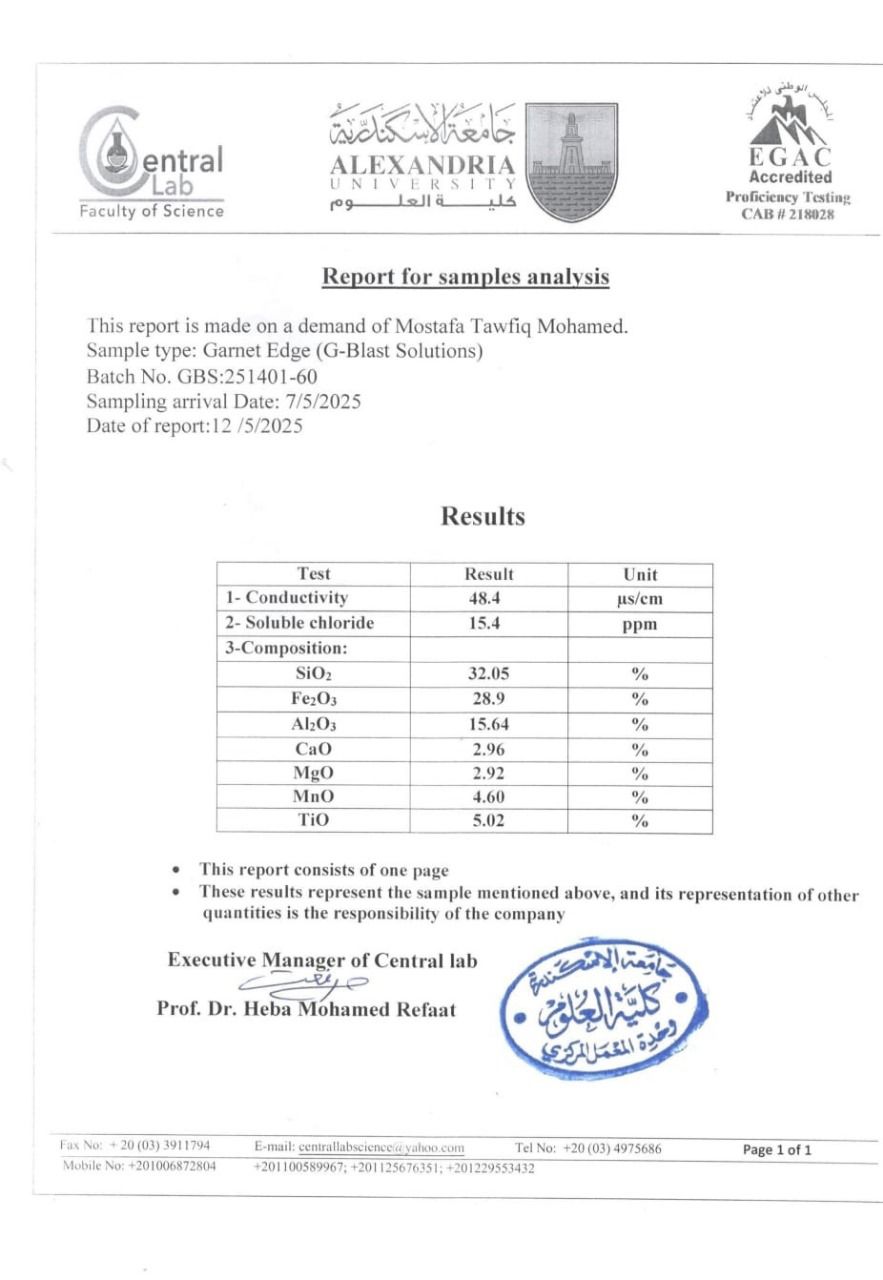 entral
Lab
Faculty of Science
جامعة الإسكندرية
ALEXANDRIA
UNIVERSITY
كليـــة العلـــوم
المجلس الوطني للاعتماد
EGAC
Accredited
Proficiency Testing
CAB # 218028
Report for samples analysis
This report is made on a demand of Mostafa Tawfiq Mohamed.
Sample type: Garnet Edge (G-Blast Solutions)
Batch No. GBS:251401-60
Sampling arrival Date: 7/5/2025
Date of report:12 /5/2025
Results
Test Result Unit
1- Conductivity 48.4 µs/cm
2- Soluble chloride 15.4 ppm
3-Composition:
SiO₂ 32.05 %
Fe₂O₃ 28.9 %
Al₂O₃ 15.64 %
CaO 2.96 %
MgO 2.92 %
MnO 4.60 %
TiO 5.02 %
• This report consists of one page
• These results represent the sample mentioned above, and its representation of other
quantities is the responsibility of the company
Executive Manager of Central lab
Prof. Dr. Heba Mohamed Refaat
جامعة الإسكندرية
كلية العلوم
وحدة المعمل المركزي
Fax No: + 20 (03) 3911794 E-mail: centrallabscience@yahoo.com Tel No: +20 (03) 4975686 Page 1 of 1
Mobile No: +201006872804 +201100589967; +201125676351; +201229553432